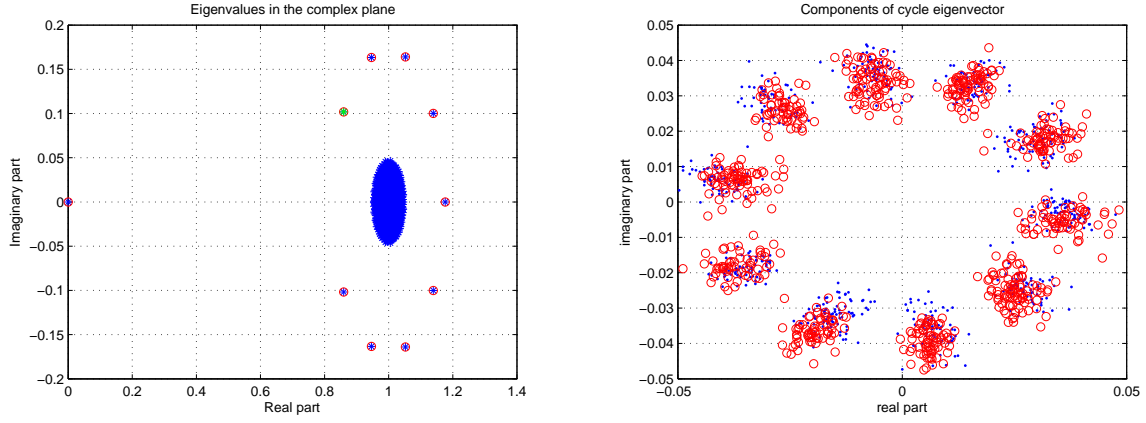 Eigenvalues in the complex plane
0.2
0.15
0.1
0.05
0
−0.05
−0.1
−0.15
−0.2
Imaginary part
0 0.2 0.4 0.6 0.8 1 1.2 1.4
Real part
Components of cycle eigenvector
0.05
0.04
0.03
0.02
0.01
0
−0.01
−0.02
−0.03
−0.04
−0.05
imaginary part
−0.05 0 0.05
real part